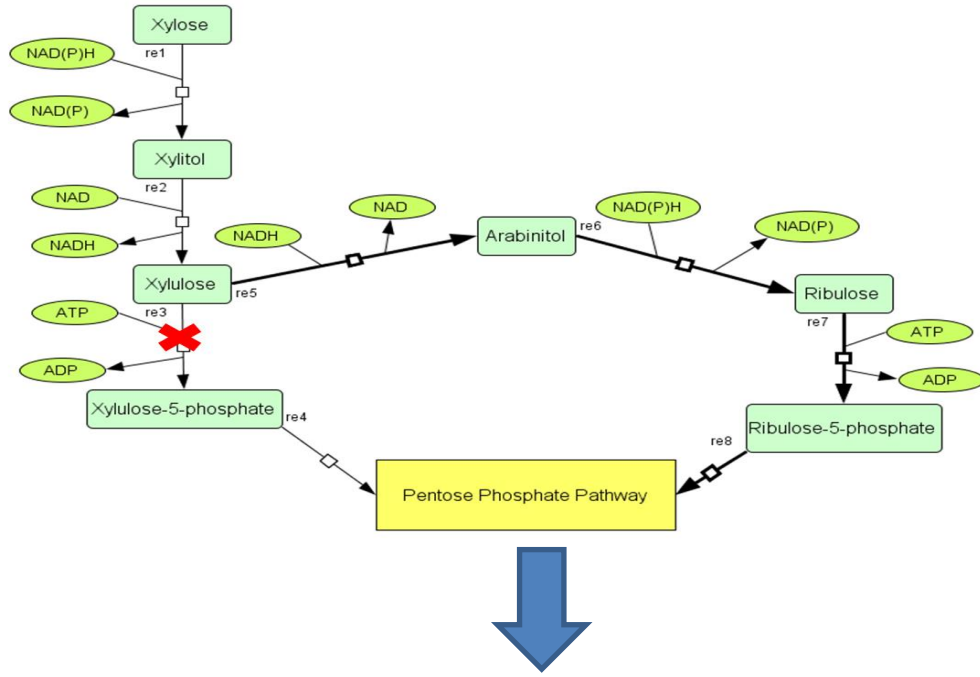 Xylose
re1
NAD(P)H
NAD(P)
Xylitol
re2
NAD
NADH
Xylulose
re3
re5
NADH
NAD
Arabinitol
re6
NAD(P)H
NAD(P)
Ribulose
re7
ATP
ADP
ATP
ADP
Xylulose-5-phosphate
re4
Ribulose-5-phosphate
re8
Pentose Phosphate Pathway